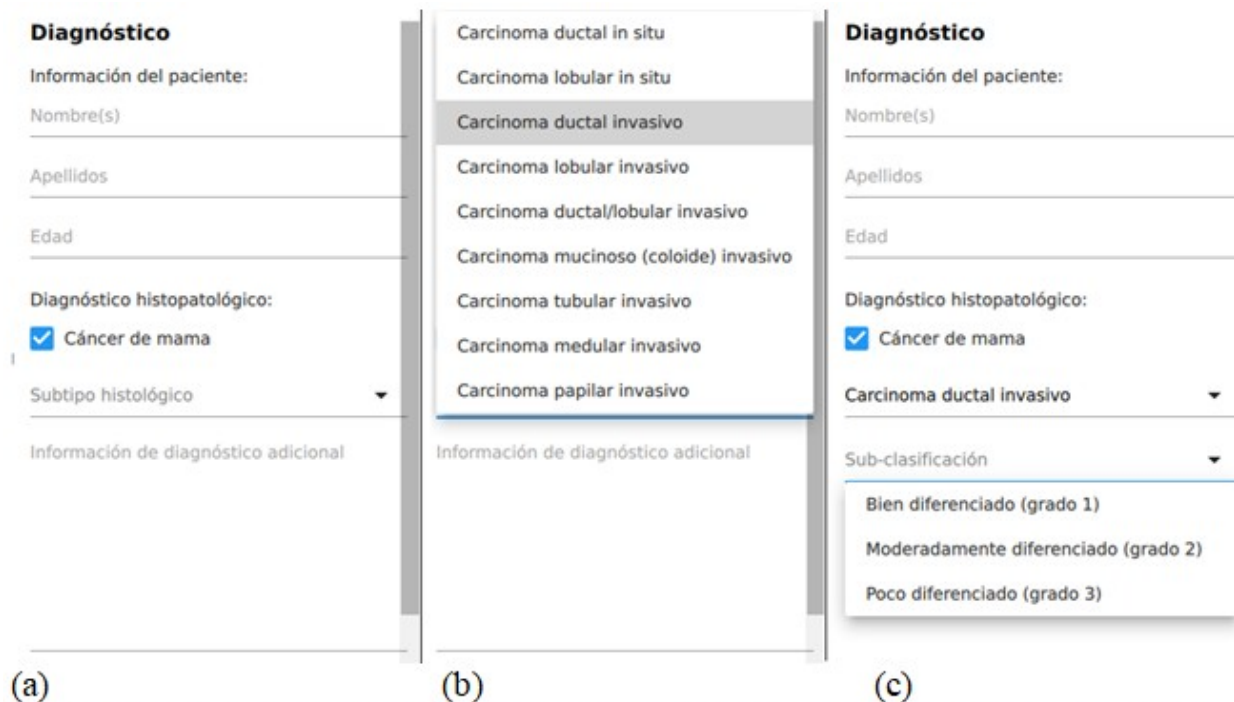 Diagnóstico
Información del paciente:
Nombre(s)
Apellidos
Edad
Diagnóstico histopatológico:
Cáncer de mama
Subtipo histológico
Información de diagnóstico adicional
(a)
Carcinoma ductal in situ
Carcinoma lobular in situ
Carcinoma ductal invasivo
Carcinoma lobular invasivo
Carcinoma ductal/lobular invasivo
Carcinoma mucinoso (coloide) invasivo
Carcinoma tubular invasivo
Carcinoma medular invasivo
Carcinoma papilar invasivo
Información de diagnóstico adicional
(b)
Diagnóstico
Información del paciente:
Nombre(s)
Apellidos
Edad
Diagnóstico histopatológico:
Cáncer de mama
Carcinoma ductal invasivo
Sub-clasificación
Bien diferenciado (grado 1)
Moderadamente diferenciado (grado 2)
Poco diferenciado (grado 3)
(c)